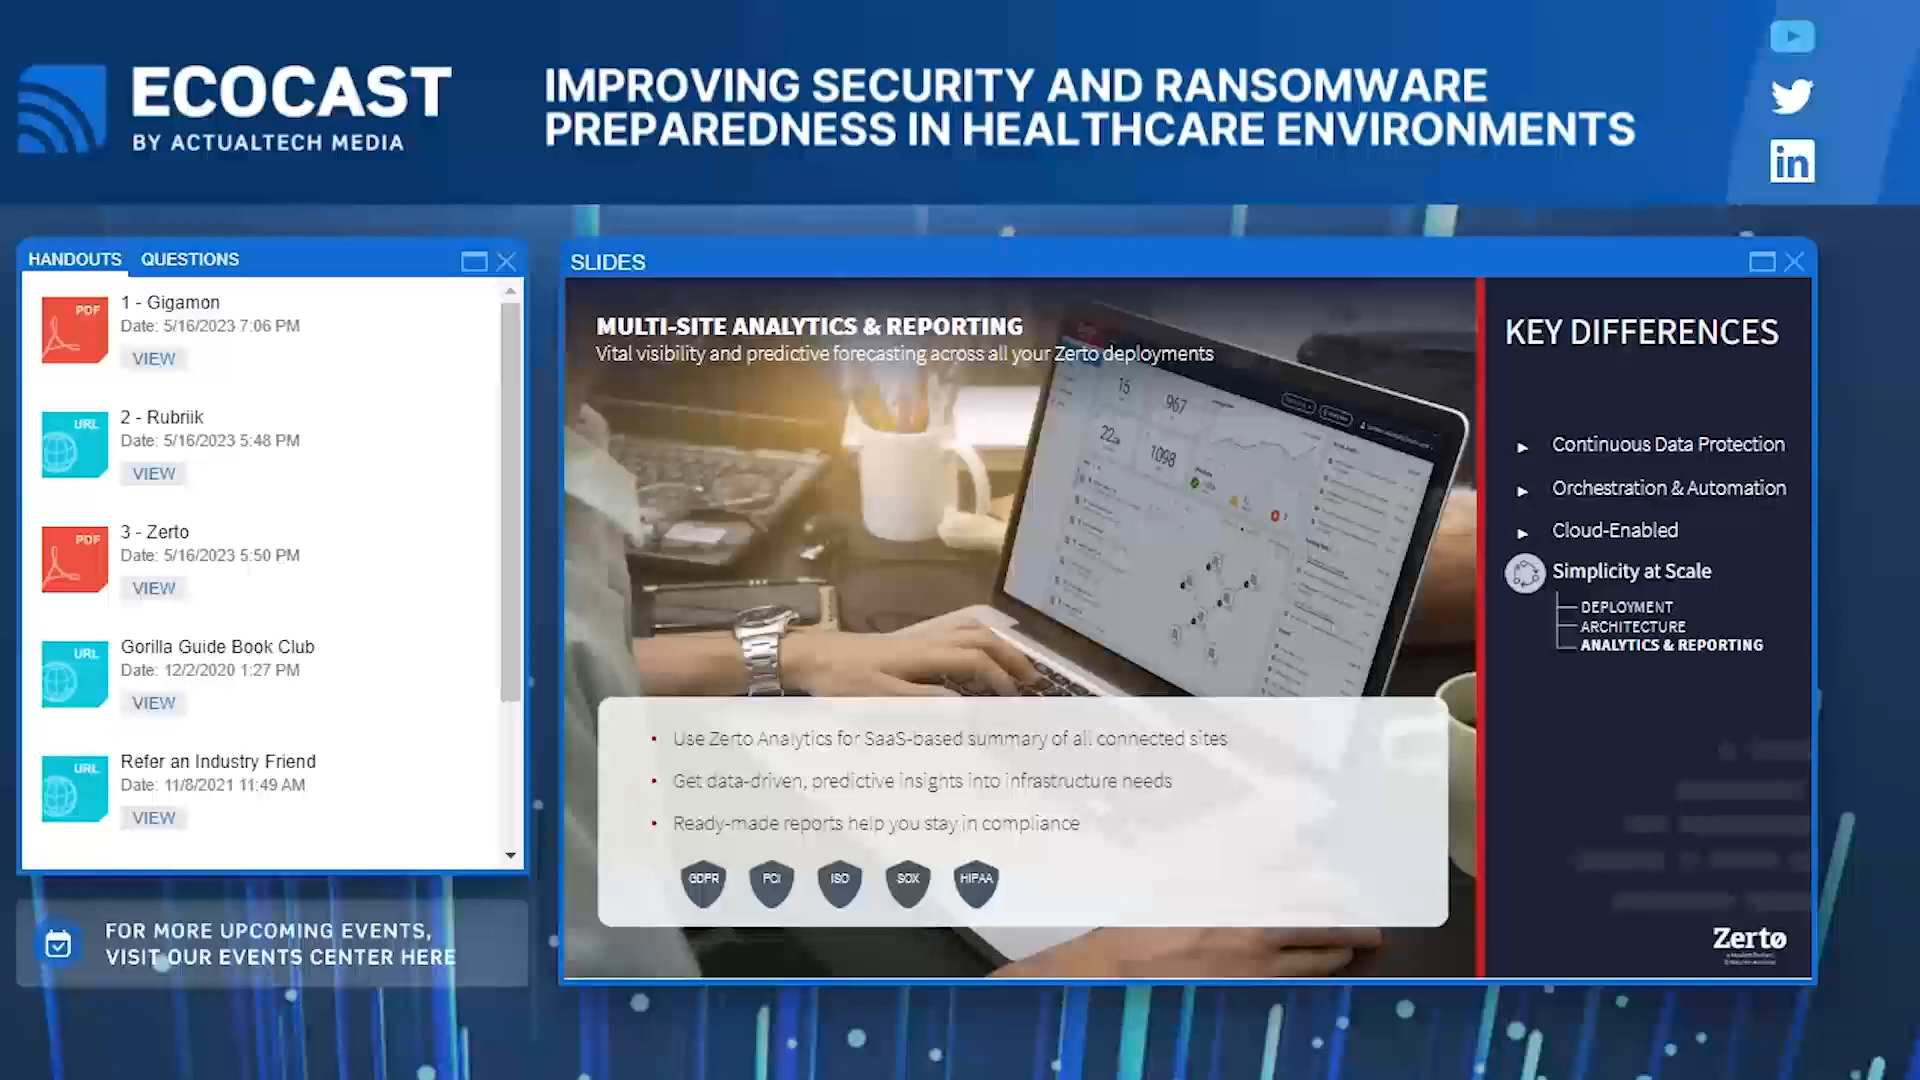 ECOCAST
BY ACTUALTECH MEDIA
IMPROVING SECURITY AND RANSOMWARE
PREPAREDNESS IN HEALTHCARE ENVIRONMENTS
in
HANDOUTS QUESTIONS
PDF
1 - Gigamon
Date: 5/16/2023 7:06 PM
VIEW
URL
2 - Rubriik
Date: 5/16/2023 5:48 PM
VIEW
PDF
3 - Zerto
Date: 5/16/2023 5:50 PM
VIEW
URL
Gorilla Guide Book Club
Date: 12/2/2020 1:27 PM
VIEW
URL
Refer an Industry Friend
Date: 11/8/2021 11:49 AM
VIEW
FOR MORE UPCOMING EVENTS,
VISIT OUR EVENTS CENTER HERE
SLIDES
MULTI-SITE ANALYTICS & REPORTING
Vital visibility and predictive forecasting across all your Zerto deployments
15
967
1098
• Use Zerto Analytics for SaaS-based summary of all connected sites
• Get data-driven, predictive insights into infrastructure needs
• Ready-made reports help you stay in compliance
GDPR PCI ISO SOX HIPAA
KEY DIFFERENCES
Continuous Data Protection
Orchestration & Automation
Cloud-Enabled
Simplicity at Scale
DEPLOYMENT
ARCHITECTURE
ANALYTICS & REPORTING
Zerto